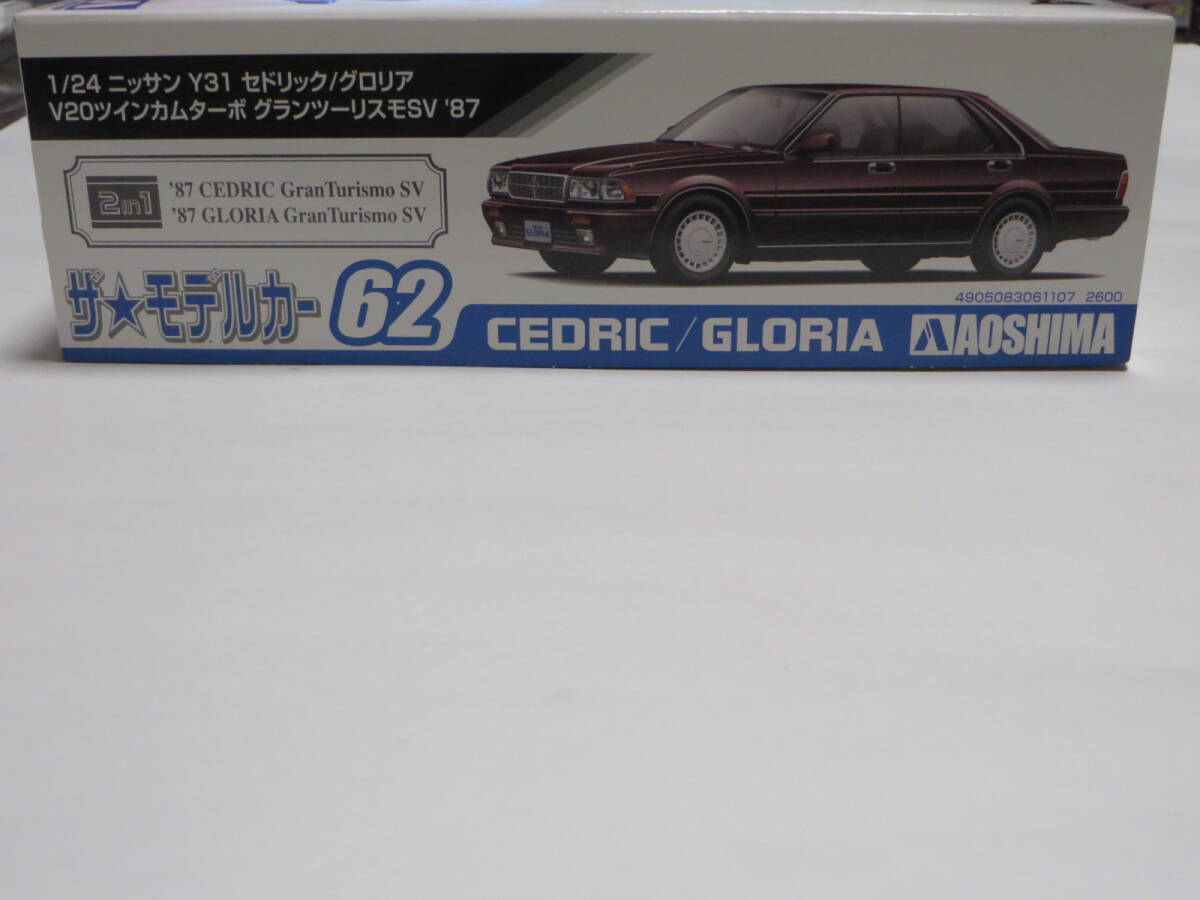 1/24 ニッサン Y31 セドリック/グロリア
V20ツインカムターボ グランツーリスモSV '87
2in1
'87 CEDRIC GranTurismo SV
'87 GLORIA GranTurismo SV
GLORIA
4905083061107 2600
ザ★モデルカー 62 CEDRIC/GLORIA AOSHIMA